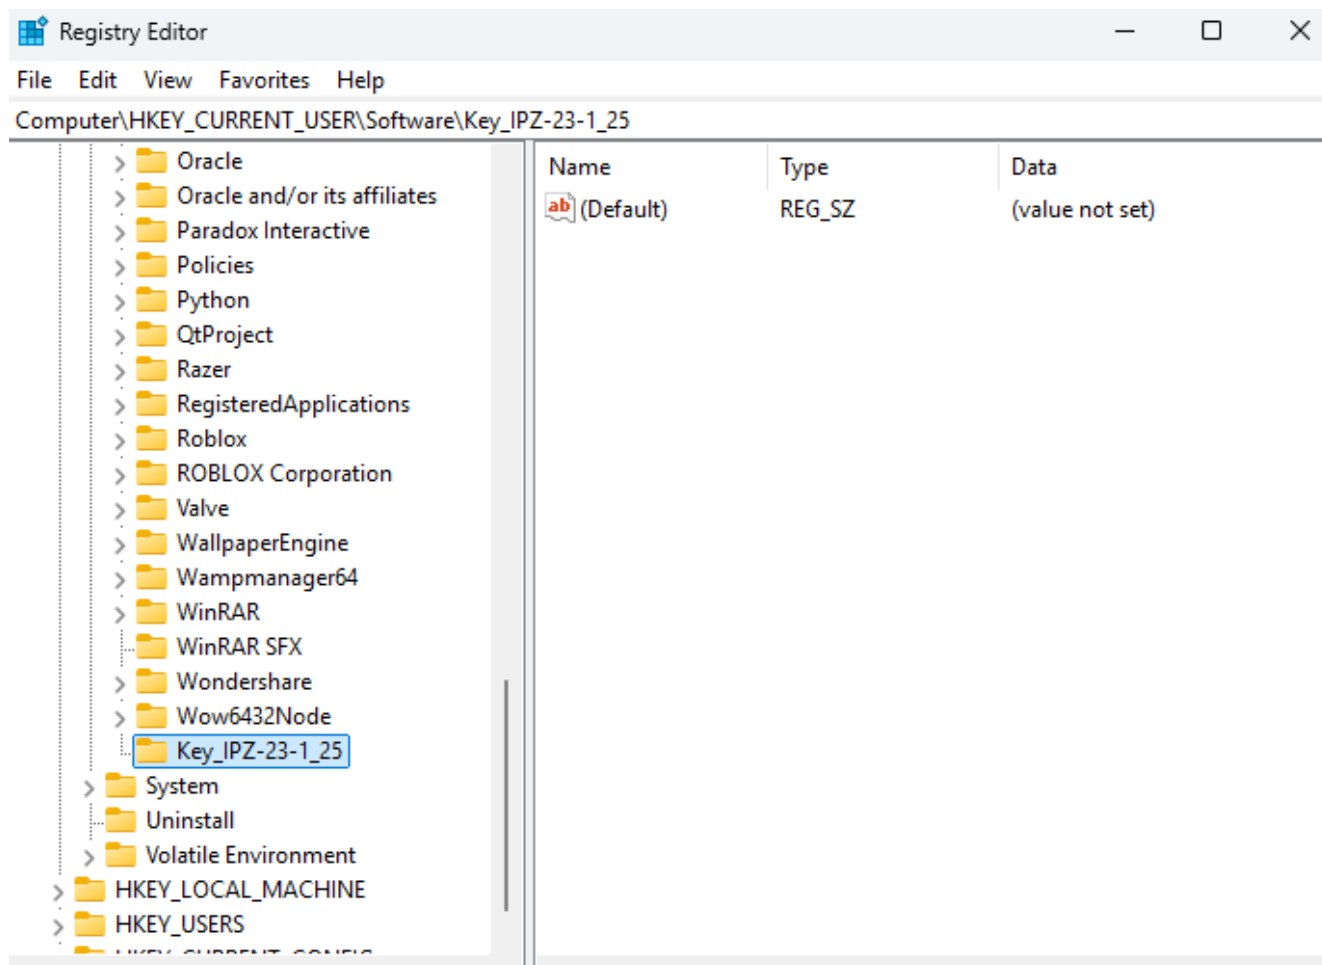 Registry Editor
File Edit View Favorites Help
Computer\HKEY_CURRENT_USER\Software\Key_IPZ-23-1_25
Oracle
Oracle and/or its affiliates
Paradox Interactive
Policies
Python
QtProject
Razer
RegisteredApplications
Roblox
ROBLOX Corporation
Valve
WallpaperEngine
Wampmanager64
WinRAR
WinRAR SFX
Wondershare
Wow6432Node
Key_IPZ-23-1_25
System
Uninstall
Volatile Environment
HKEY_LOCAL_MACHINE
HKEY_USERS
HKEY_CURRENT_CONFIG
Name Type Data
ab (Default) REG_SZ (value not set)